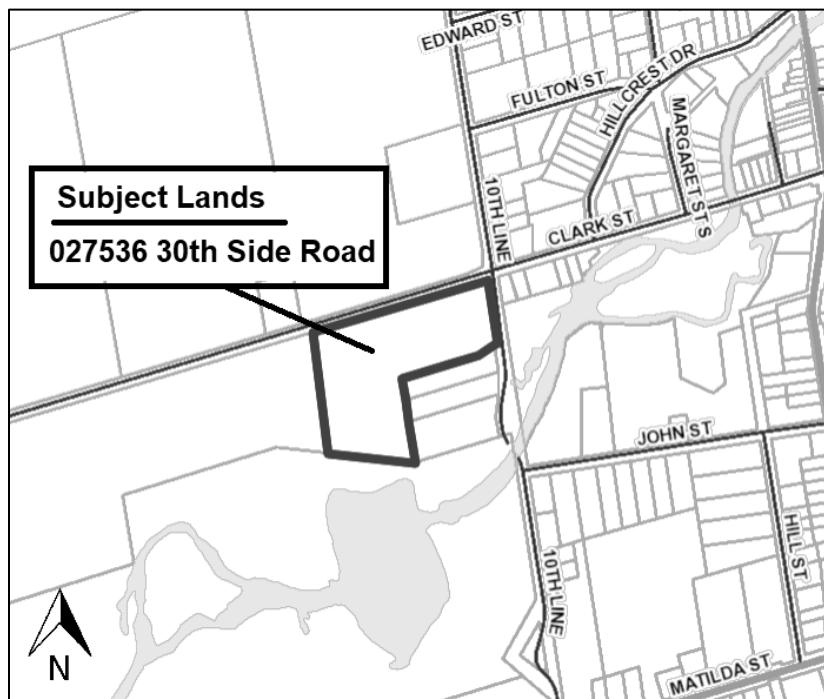 EDWARD ST
FULTON ST
HILLCREST DR
MARGARET ST S
10TH LINE
CLARK ST
Subject Lands
027536 30th Side Road
JOHN ST
10TH LINE
HILL ST
MATILDA ST
N